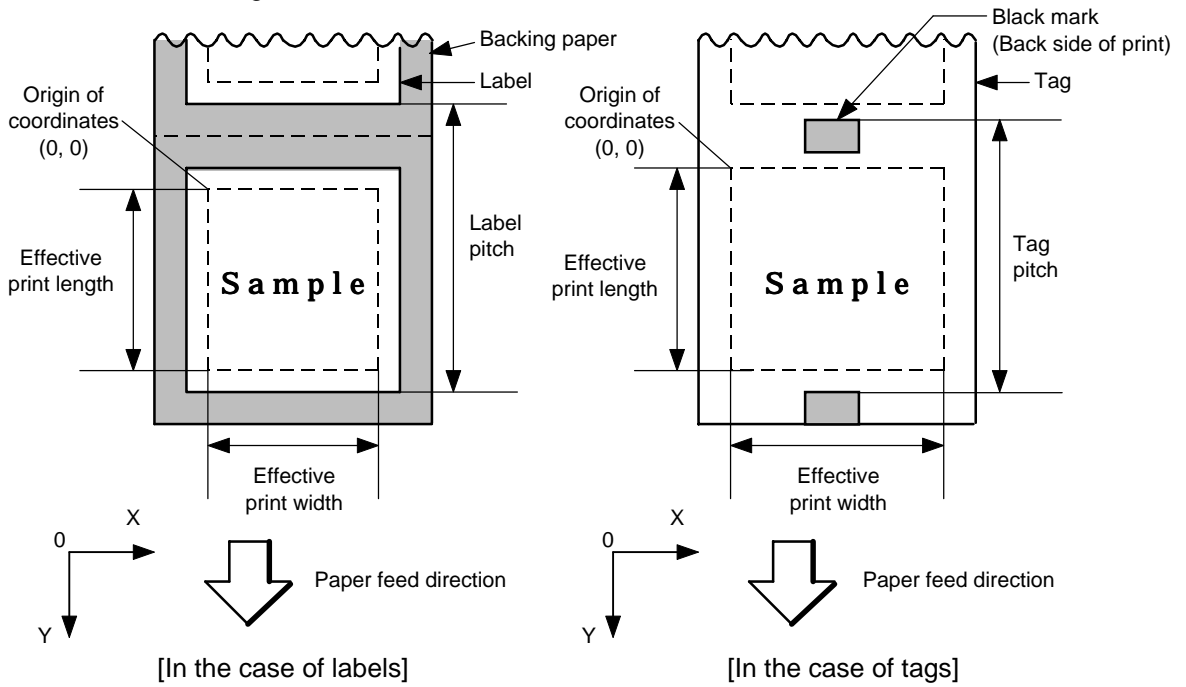 Backing paper
Label
Origin of
coordinates
(0, 0)
Effective
print length
Sample
Label
pitch
Effective
print width
0
X
Y
Paper feed direction
[In the case of labels]
Black mark
(Back side of print)
Tag
Origin of
coordinates
(0, 0)
Effective
print length
Sample
Tag
pitch
Effective
print width
0
X
Y
Paper feed direction
[In the case of tags]